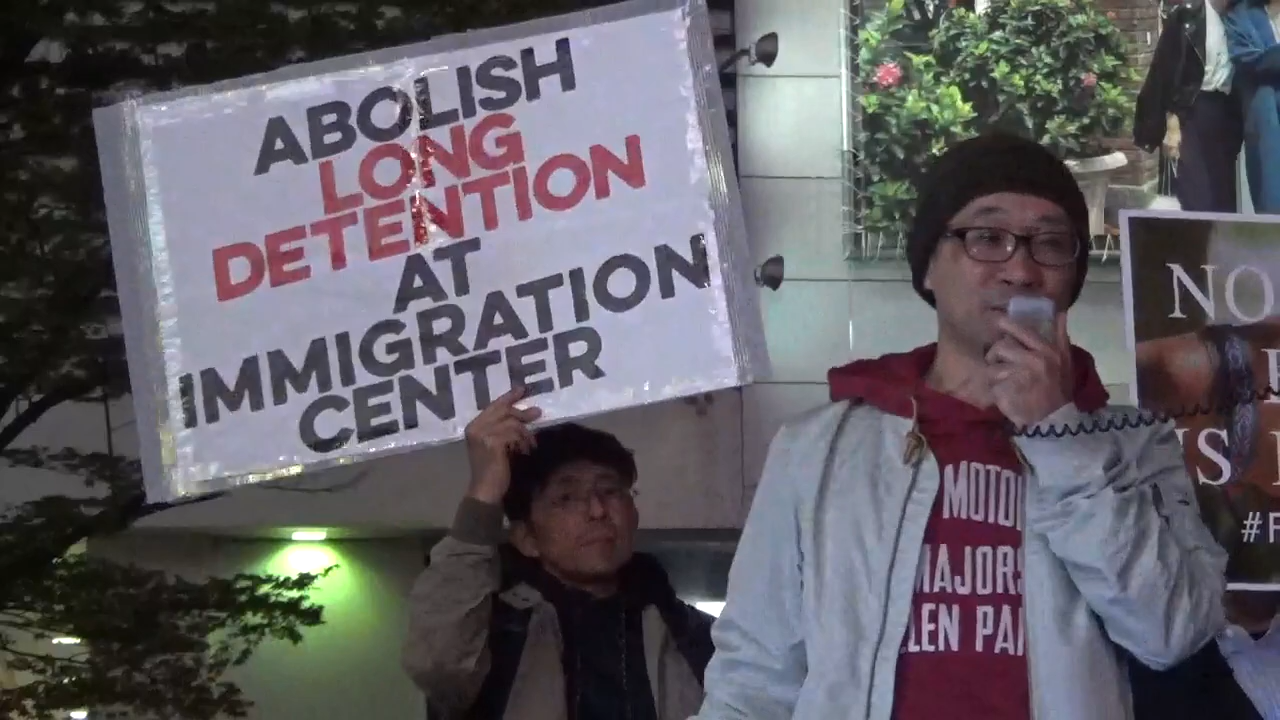 ABOLISH
LONG
DETENTION
AT
IMMIGRATION
CENTER
NO
#F
MOTO
MAJORS
LEN PA